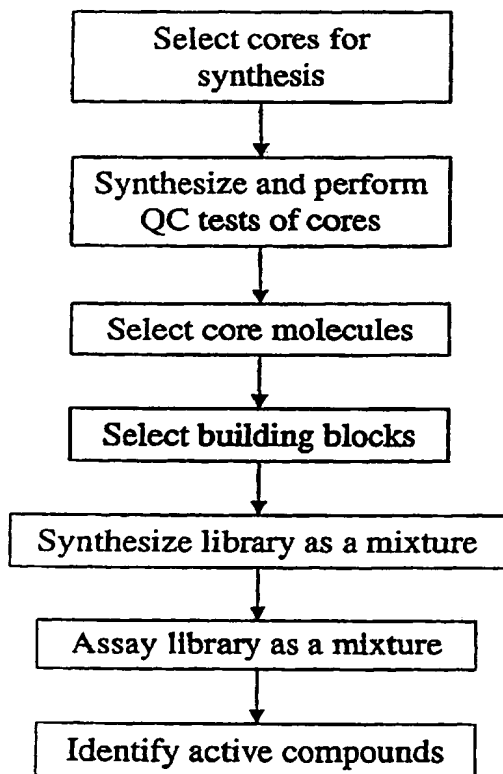 Select cores for
synthesis
Synthesize and perform
QC tests of cores
Select core molecules
Select building blocks
Synthesize library as a mixture
Assay library as a mixture
Identify active compounds